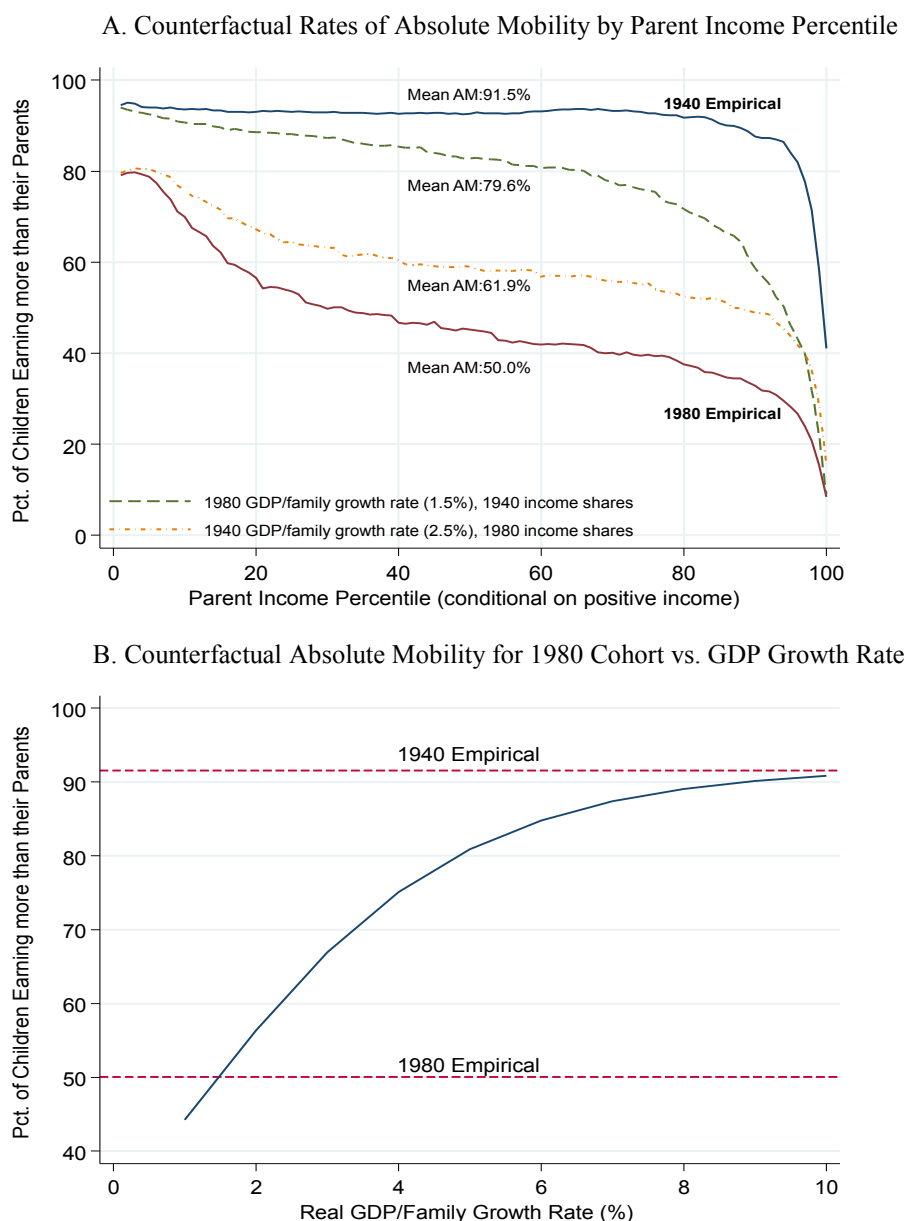 A. Counterfactual Rates of Absolute Mobility by Parent Income Percentile
Pct. of Children Earning more than their Parents
100
80
60
40
20
0
Mean AM:91.5%
1940 Empirical
Mean AM:79.6%
Mean AM:61.9%
Mean AM:50.0%
1980 Empirical
1980 GDP/family growth rate (1.5%), 1940 income shares
1940 GDP/family growth rate (2.5%), 1980 income shares
0 20 40 60 80 100
Parent Income Percentile (conditional on positive income)
B. Counterfactual Absolute Mobility for 1980 Cohort vs. GDP Growth Rate
Pct. of Children Earning more than their Parents
100
90
80
70
60
50
40
1940 Empirical
1980 Empirical
0 2 4 6 8 10
Real GDP/Family Growth Rate (%)